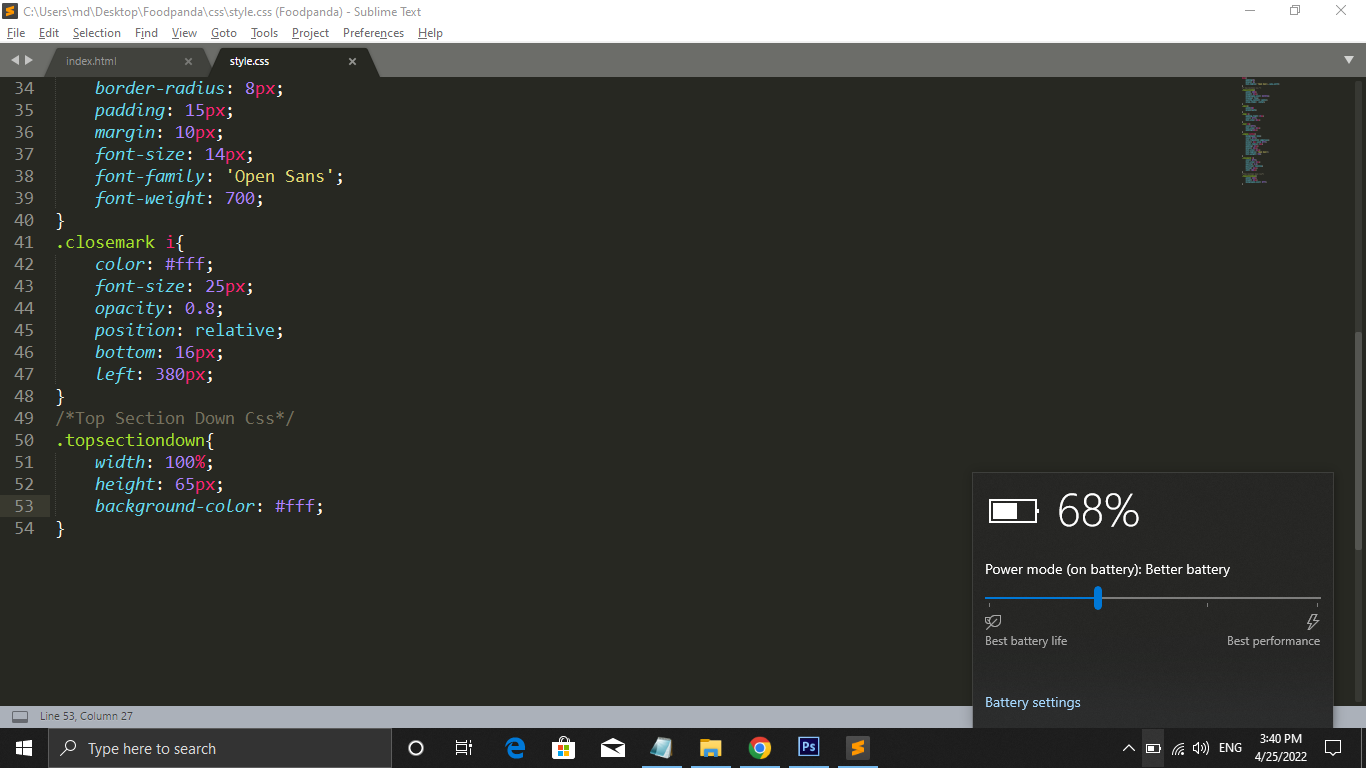 C:\Users\md\Desktop\Foodpanda\css\style.css (Foodpanda) - Sublime Text
File Edit Selection Find View Goto Tools Project Preferences Help
index.html × style.css ×
34 border-radius: 8px;
35 padding: 15px;
36 margin: 10px;
37 font-size: 14px;
38 font-family: 'Open Sans';
39 font-weight: 700;
40 }
41 .closemark i{
42 color: #fff;
43 font-size: 25px;
44 opacity: 0.8;
45 position: relative;
46 bottom: 16px;
47 left: 380px;
48 }
49 /*Top Section Down Css*/
50 .topsectiondown{
51 width: 100%;
52 height: 65px;
53 background-color: #fff;
54 }
68%
Power mode (on battery): Better battery
Best battery life Best performance
Battery settings
Line 53, Column 27
Type here to search
Ps
ENG
3:40 PM
4/25/2022